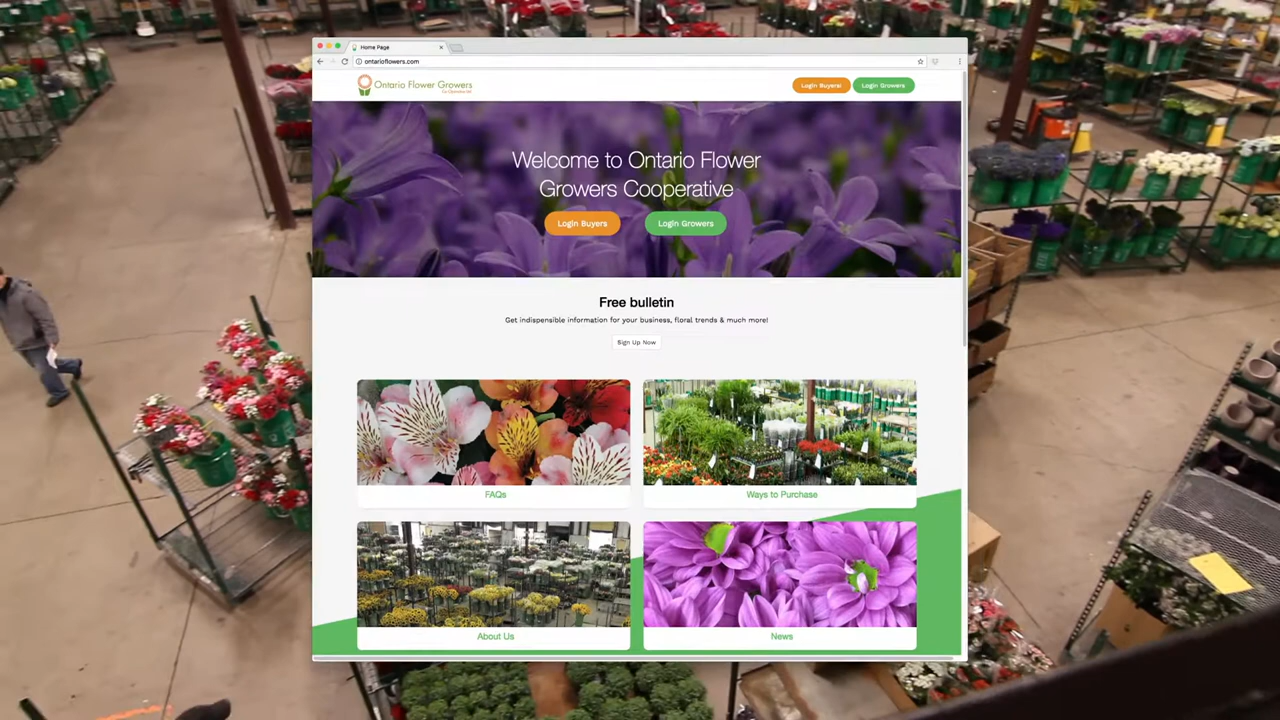 Home Page
ontarioflowers.com
Ontario Flower Growers
Co-Operative ltd.
Login Buyers!
Login Growers
Welcome to Ontario Flower
Growers Cooperative
Login Buyers
Login Growers
Free bulletin
Get indispensible information for your business, floral trends & much more!
Sign Up Now
FAQs
Ways to Purchase
About Us
News